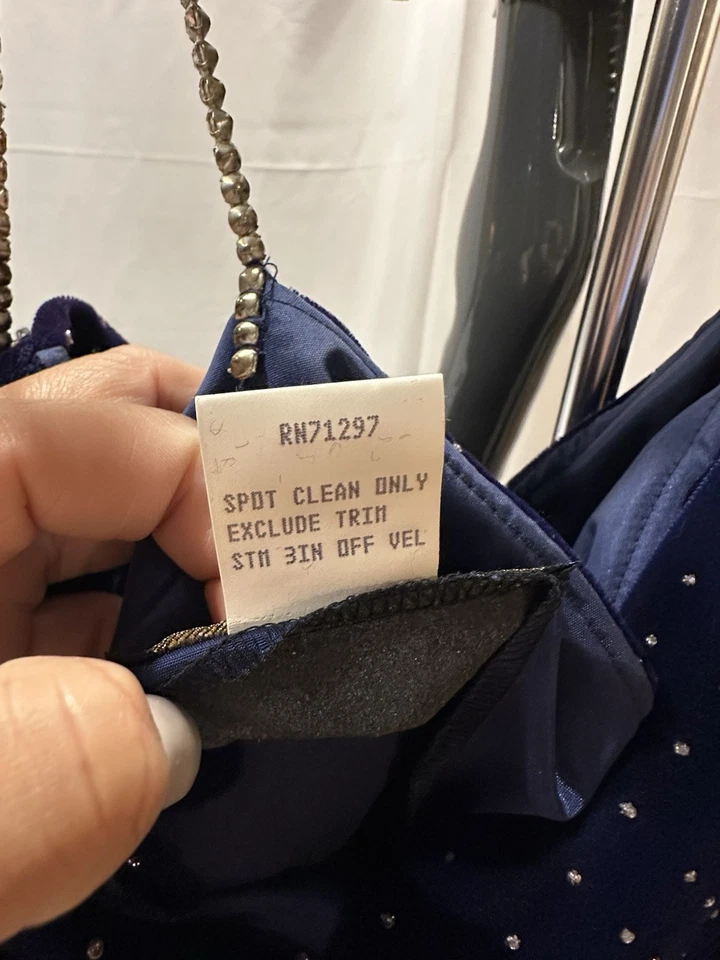 RN71297
SPOT CLEAN ONLY
EXCLUDE TRIM
STM 3IN OFF VEL